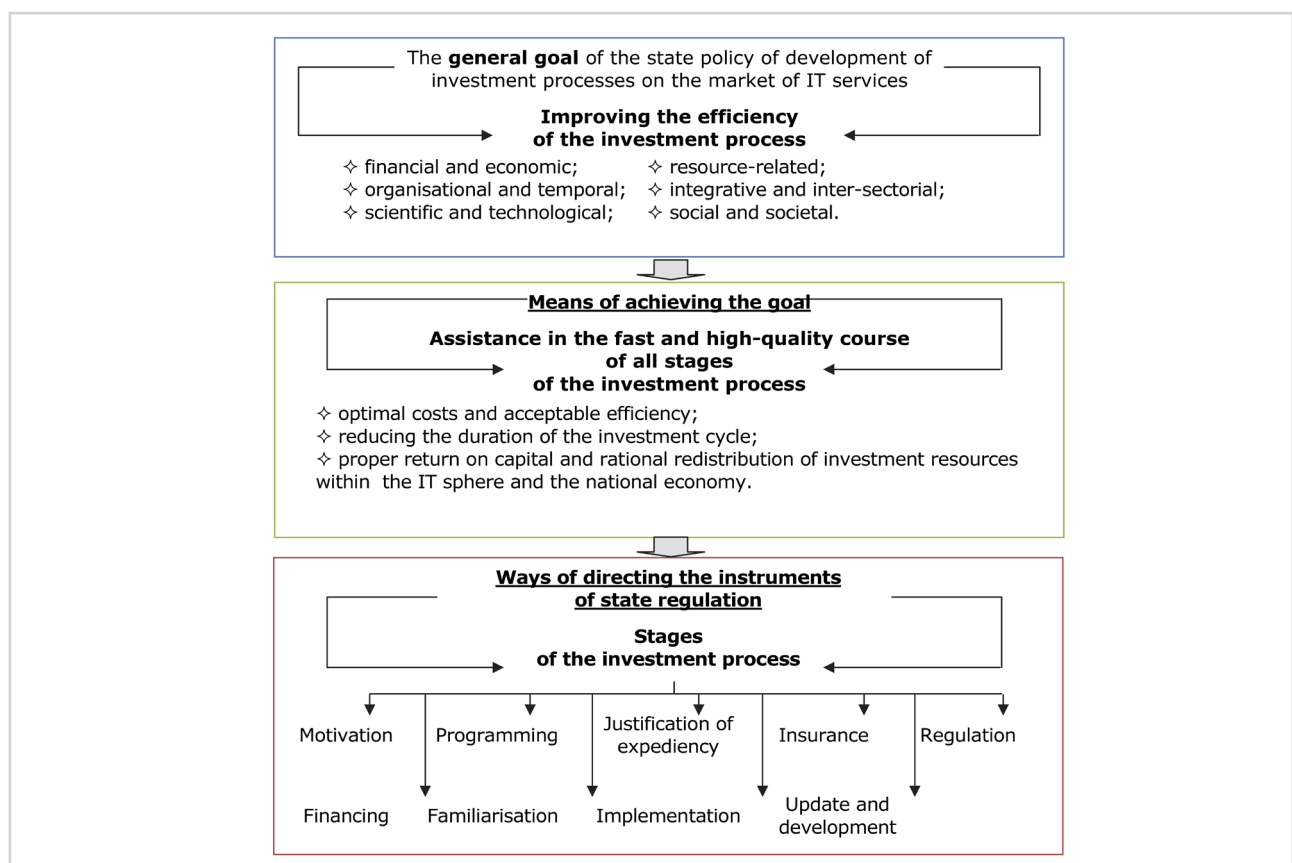 The general goal of the state policy of development of
investment processes on the market of IT services
Improving the efficiency
of the investment process
✧ financial and economic;
✧ organisational and temporal;
✧ scientific and technological;
✧ resource-related;
✧ integrative and inter-sectorial;
✧ social and societal.
Means of achieving the goal
Assistance in the fast and high-quality course
of all stages
of the investment process
✧ optimal costs and acceptable efficiency;
✧ reducing the duration of the investment cycle;
✧ proper return on capital and rational redistribution of investment resources
within the IT sphere and the national economy.
Ways of directing the instruments
of state regulation
Stages
of the investment process
Motivation
Programming
Justification of
expediency
Insurance
Regulation
Financing
Familiarisation
Implementation
Update and
development